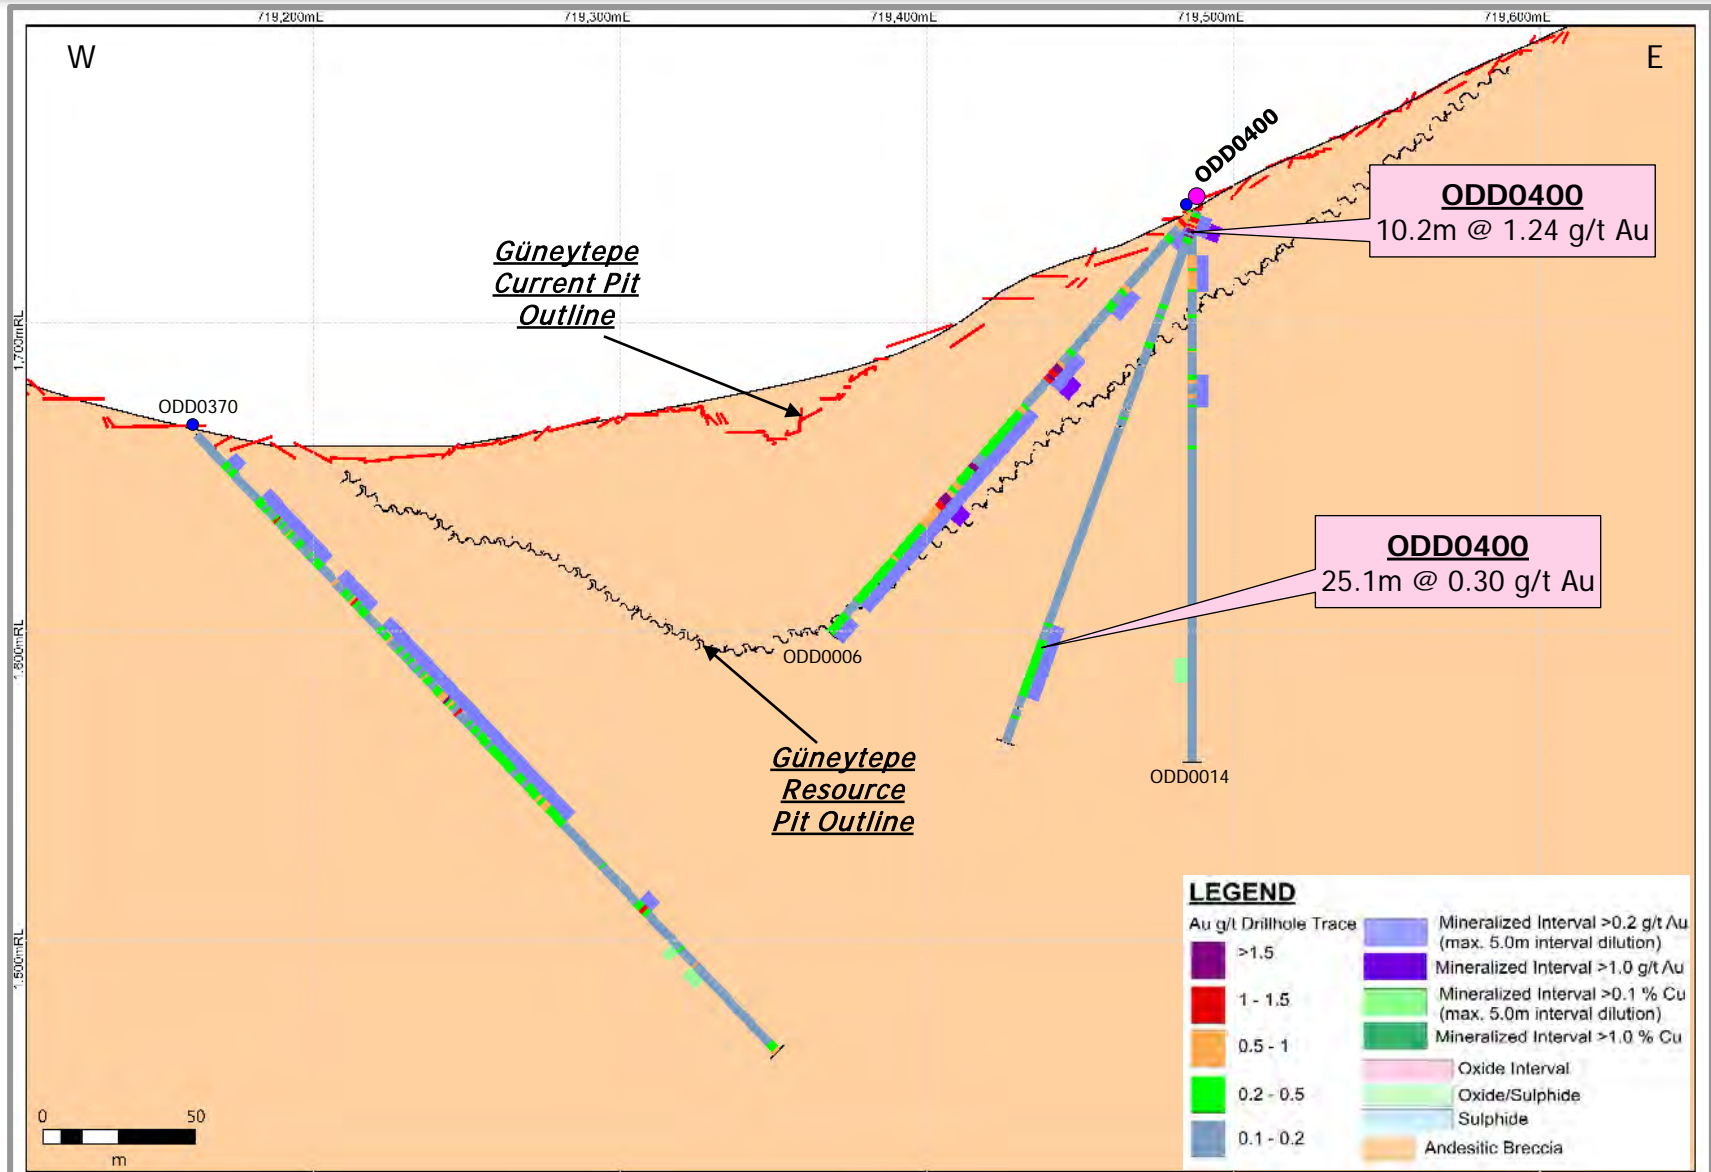 719,200mE 719,300mE 719,400mE 719,500mE 719,600mE
W
E
ODD0400
ODD0400
10.2m @ 1.24 g/t Au
Güneytepe
Current Pit
Outline
1,700mRL
ODD0370
ODD0400
25.1m @ 0.30 g/t Au
1,600mRL
ODD0006
Güneytepe
Resource
Pit Outline
ODD0014
1,500mRL
LEGEND
Au g/t Drillhole Trace
>1.5
1 - 1.5
0.5 - 1
0.2 - 0.5
0.1 - 0.2
Mineralized Interval >0.2 g/t Au
(max. 5.0m interval dilution)
Mineralized Interval >1.0 g/t Au
Mineralized Interval >0.1 % Cu
(max. 5.0m interval dilution)
Mineralized Interval >1.0 % Cu
Oxide Interval
Oxide/Sulphide
Sulphide
Andesitic Breccia
0 50
m